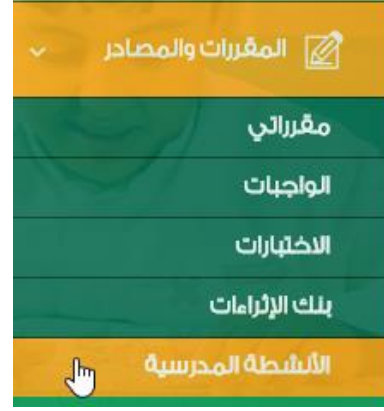 المقررات والمصادر
مقرراتي
الواجبات
الاختبارات
بنك الإثراءات
الأنشطة المدرسية